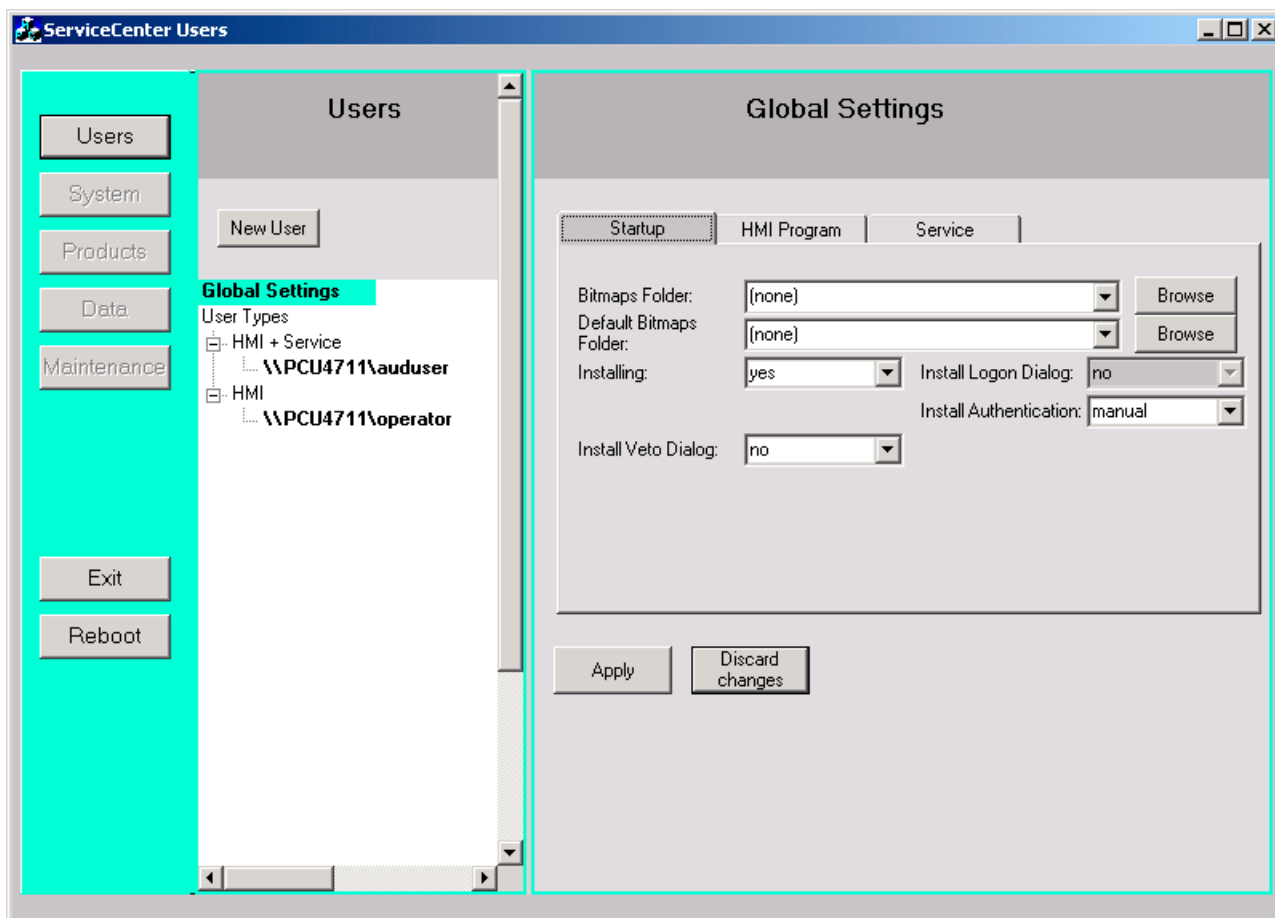 ServiceCenter Users
Users
System
Products
Data
Maintenance
Exit
Reboot
Users
New User
Global Settings
User Types
HMI + Service
\\PCU4711\auduser
HMI
\\PCU4711\operator
Global Settings
Startup HMI Program Service
Bitmaps Folder: (none) Browse
Default Bitmaps
Folder: (none) Browse
Installing: yes Install Logon Dialog: no
Install Authentication: manual
Install Veto Dialog: no
Apply
Discard
changes